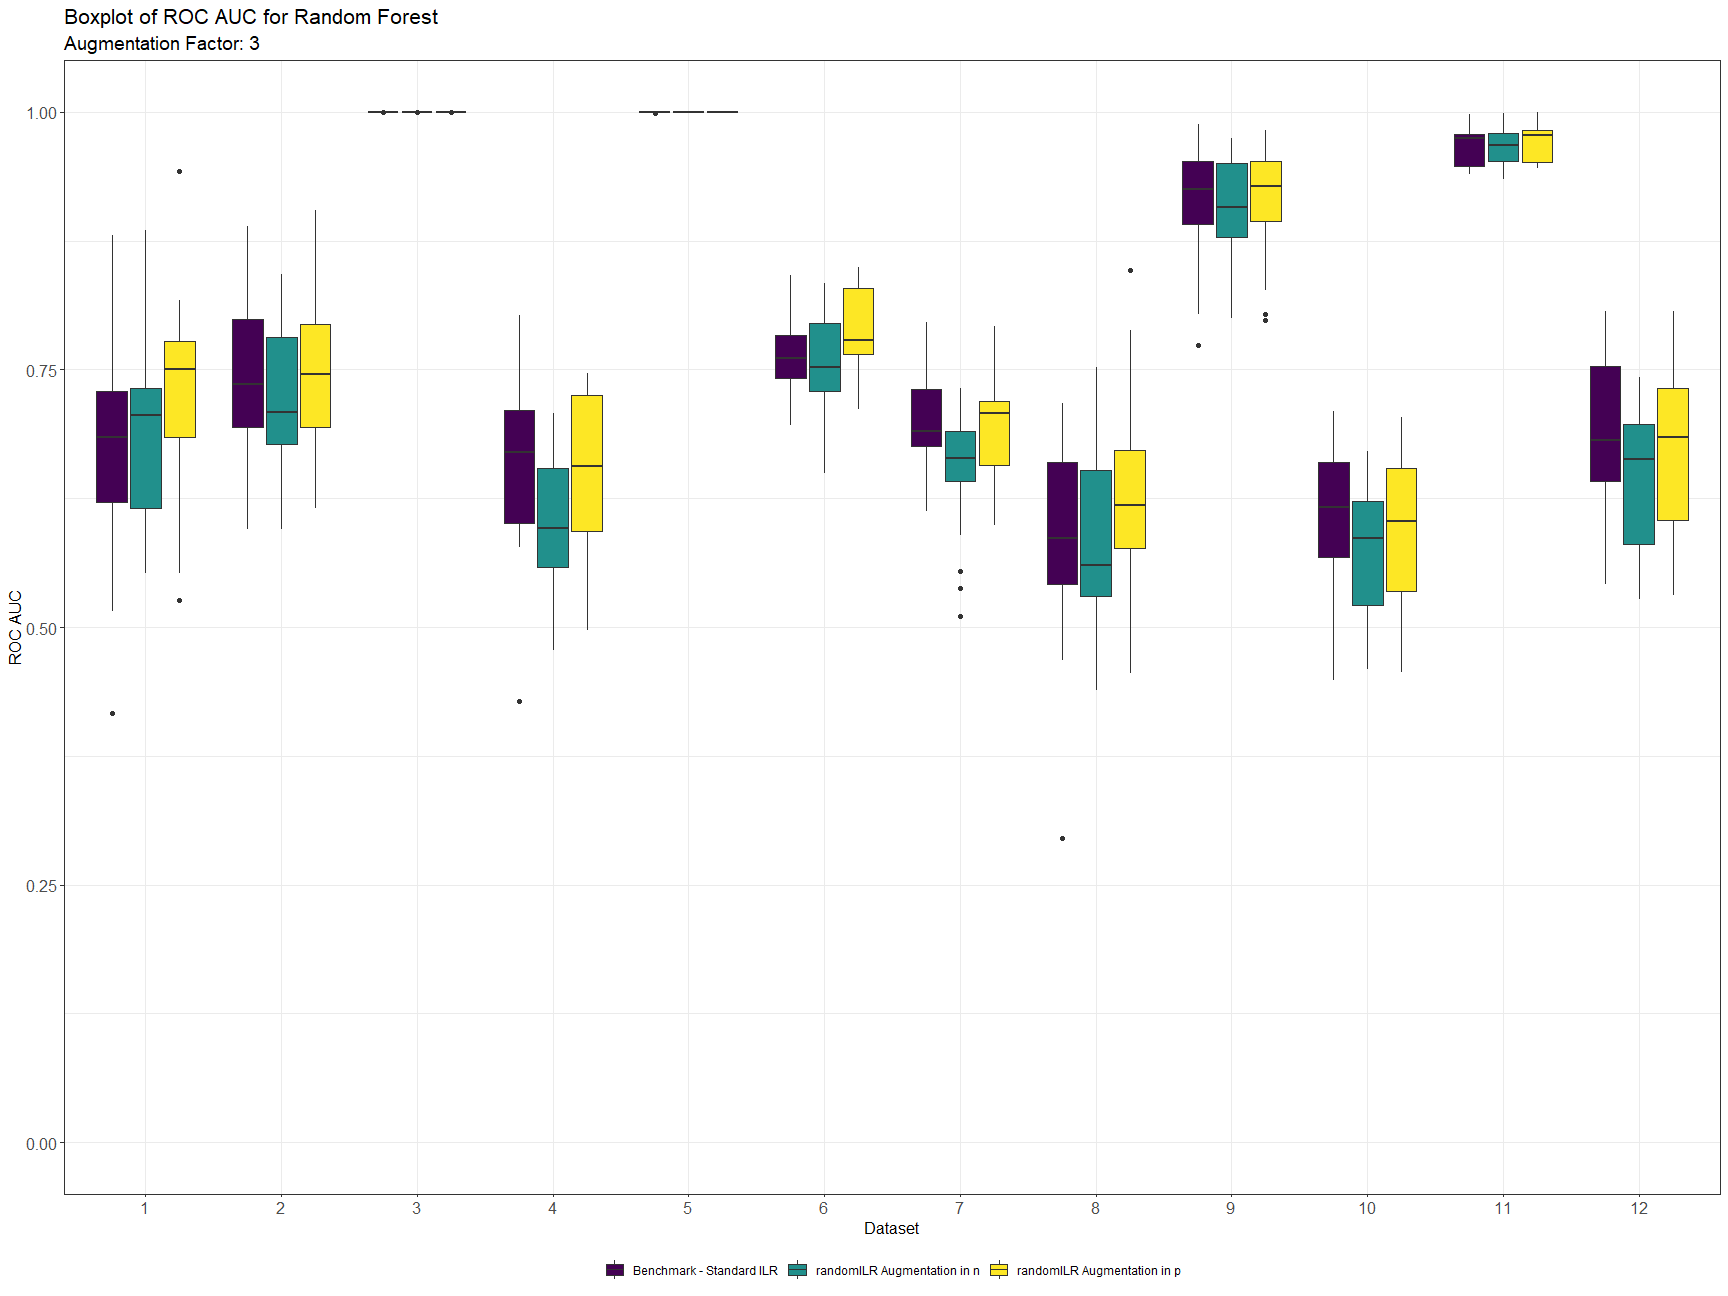 Boxplot of ROC AUC for Random Forest
Augmentation Factor: 3
1.00
0.75
0.50
0.25
0.00
ROC AUC
1 2 3 4 5 6 7 8 9 10 11 12
Dataset
Benchmark - Standard ILR randomILR Augmentation in n randomILR Augmentation in p